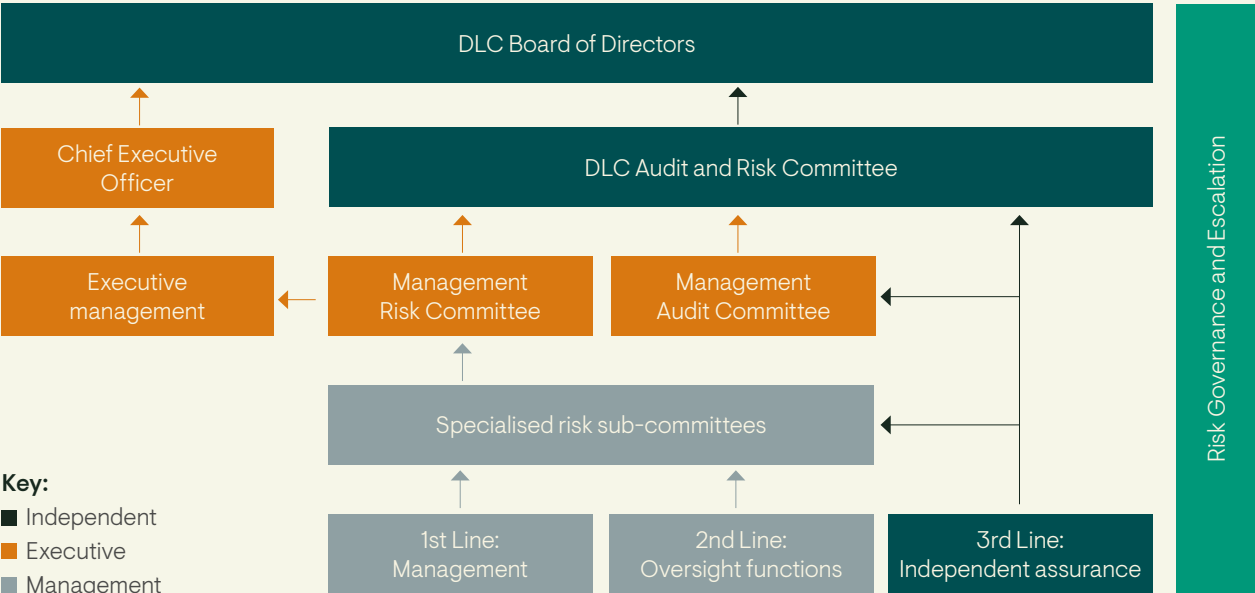 DLC Board of Directors
Chief Executive
Officer
DLC Audit and Risk Committee
Executive
management
Management
Risk Committee
Management
Audit Committee
Specialised risk sub-committees
1st Line:
Management
2nd Line:
Oversight functions
3rd Line:
Independent assurance
Key:
Independent
Executive
Management
Risk Governance and Escalation